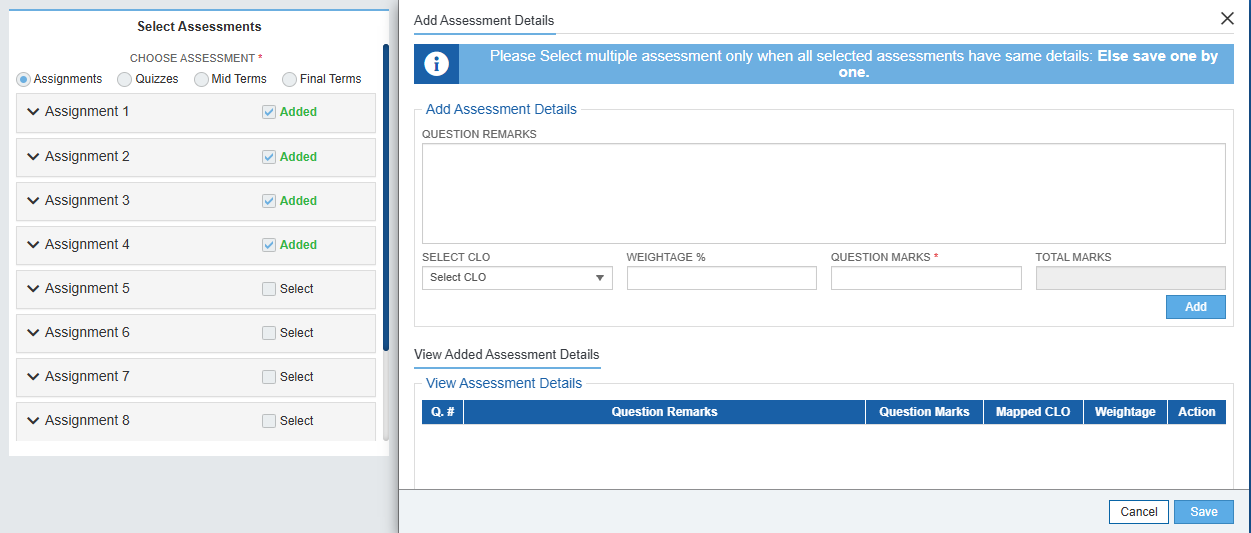 Select Assessments
CHOOSE ASSESSMENT *
Assignments Quizzes Mid Terms Final Terms
Assignment 1 Added
Assignment 2 Added
Assignment 3 Added
Assignment 4 Added
Assignment 5 Select
Assignment 6 Select
Assignment 7 Select
Assignment 8 Select
Add Assessment Details
Please Select multiple assessment only when all selected assessments have same details: Else save one by
one.
Add Assessment Details
QUESTION REMARKS
SELECT CLO WEIGHTAGE % QUESTION MARKS * TOTAL MARKS
Select CLO
Add
View Added Assessment Details
View Assessment Details
Q. # Question Remarks Question Marks Mapped CLO Weightage Action
Cancel Save